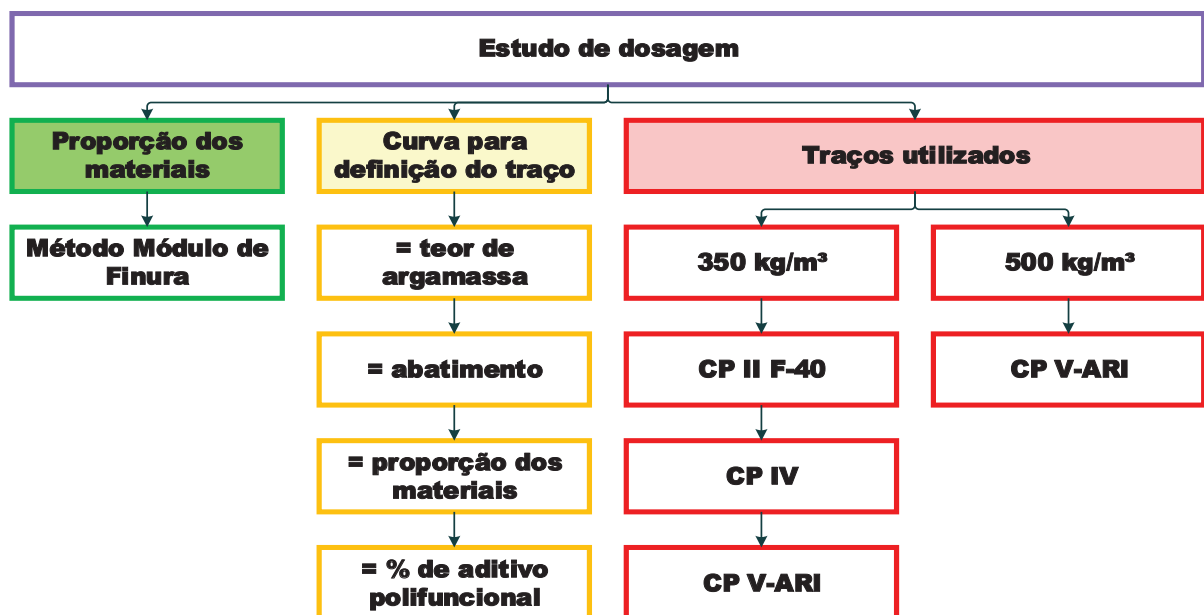 Estudo de dosagem
Proporção dos
materiais
Curva para
definição do traço
Traços utilizados
Método Módulo de
Finura
= teor de
argamassa
350 kg/m³
500 kg/m³
= abatimento
CP II F-40
CP V-ARI
= proporção dos
materiais
CP IV
= % de aditivo
polifuncional
CP V-ARI